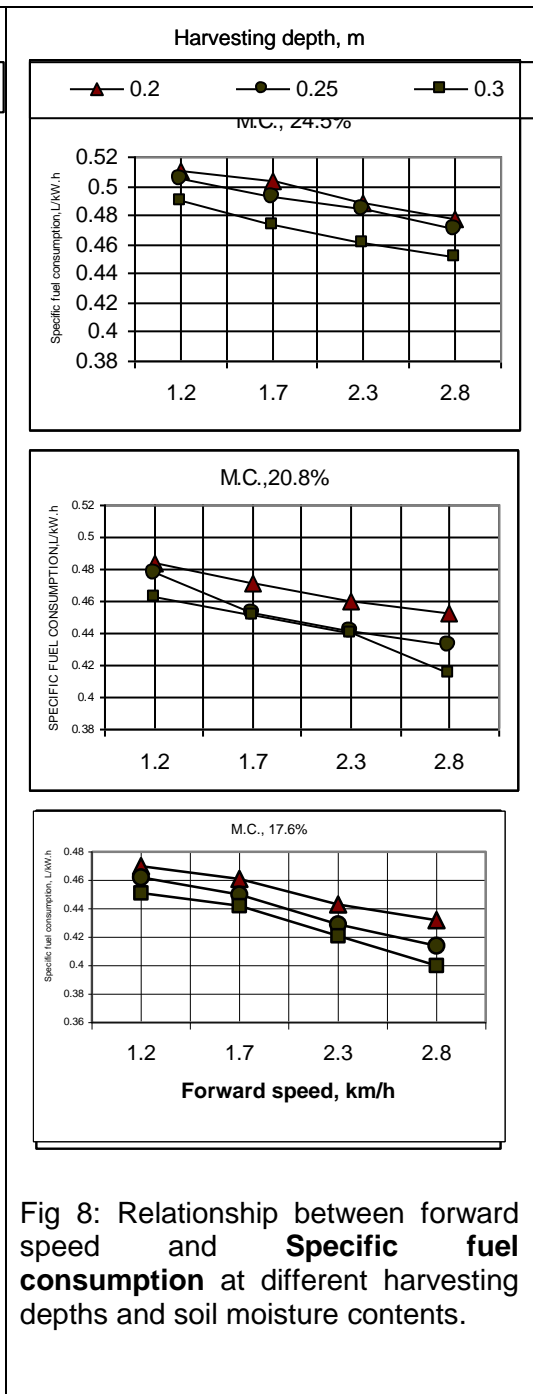 Harvesting depth, m
0.2 0.25 0.3
M.C., 24.5%
Specific fuel consumption,L/kW.h
0.52
0.5
0.48
0.46
0.44
0.42
0.4
0.38
1.2 1.7 2.3 2.8
M.C.,20.8%
SPECIFIC FUEL CONSUMPTION,L/kW.h
0.52
0.5
0.48
0.46
0.44
0.42
0.4
0.38
1.2 1.7 2.3 2.8
M.C., 17.6%
Specific fuel consumption, L/kW.h
0.48
0.46
0.44
0.42
0.4
0.38
0.36
1.2 1.7 2.3 2.8
Forward speed, km/h
Fig 8: Relationship between forward
speed and Specific fuel
consumption at different harvesting
depths and soil moisture contents.